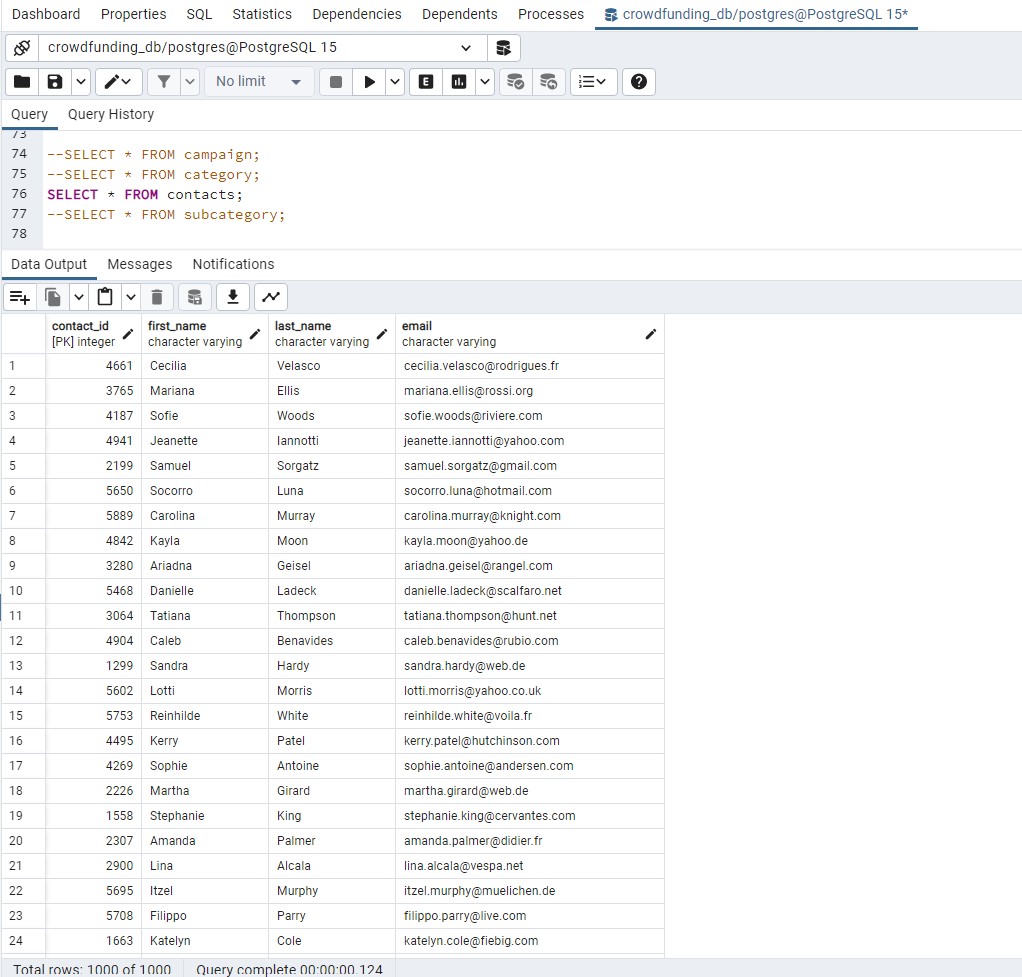 Dashboard Properties SQL Statistics Dependencies Dependents Processes crowdfunding_db/postgres@PostgreSQL 15*
crowdfunding_db/postgres@PostgreSQL 15
No limit E
Query Query History
73
74 --SELECT * FROM campaign;
75 --SELECT * FROM category;
76 SELECT * FROM contacts;
77 --SELECT * FROM subcategory;
78
Data Output Messages Notifications
contact_id first_name last_name email
[PK] integer character varying character varying character varying
1 4661 Cecilia Velasco cecilia.velasco@rodrigues.fr
2 3765 Mariana Ellis mariana.ellis@rossi.org
3 4187 Sofie Woods sofie.woods@riviere.com
4 4941 Jeanette Iannotti jeanette.iannotti@yahoo.com
5 2199 Samuel Sorgatz samuel.sorgatz@gmail.com
6 5650 Socorro Luna socorro.luna@hotmail.com
7 5889 Carolina Murray carolina.murray@knight.com
8 4842 Kayla Moon kayla.moon@yahoo.de
9 3280 Ariadna Geisel ariadna.geisel@rangel.com
10 5468 Danielle Ladeck danielle.ladeck@scalfaro.net
11 3064 Tatiana Thompson tatiana.thompson@hunt.net
12 4904 Caleb Benavides caleb.benavides@rubio.com
13 1299 Sandra Hardy sandra.hardy@web.de
14 5602 Lotti Morris lotti.morris@yahoo.co.uk
15 5753 Reinhilde White reinhilde.white@voila.fr
16 4495 Kerry Patel kerry.patel@hutchinson.com
17 4269 Sophie Antoine sophie.antoine@andersen.com
18 2226 Martha Girard martha.girard@web.de
19 1558 Stephanie King stephanie.king@cervantes.com
20 2307 Amanda Palmer amanda.palmer@didier.fr
21 2900 Lina Alcala lina.alcala@vespa.net
22 5695 Itzel Murphy itzel.murphy@muelichen.de
23 5708 Filippo Parry filippo.parry@live.com
24 1663 Katelyn Cole katelyn.cole@fiebig.com
Total rows: 1000 of 1000 Query complete 00:00:00.124